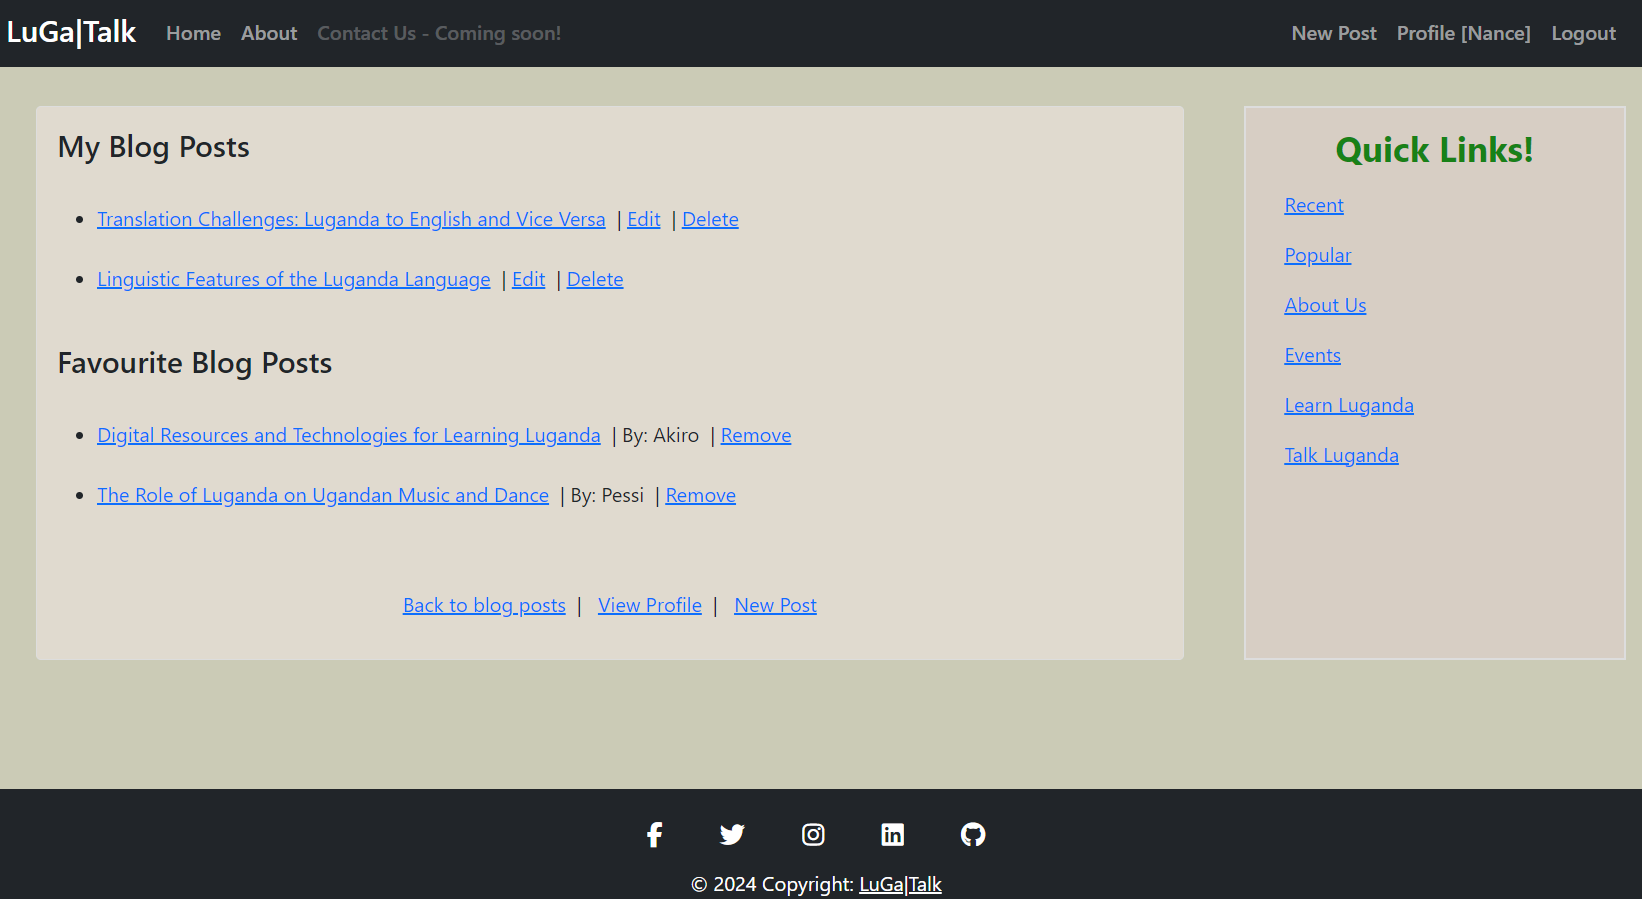 LuGa|Talk Home About Contact Us - Coming soon! New Post Profile [Nance] Logout
My Blog Posts
Translation Challenges: Luganda to English and Vice Versa | Edit | Delete
Linguistic Features of the Luganda Language | Edit | Delete
Favourite Blog Posts
Digital Resources and Technologies for Learning Luganda | By: Akiro | Remove
The Role of Luganda on Ugandan Music and Dance | By: Pessi | Remove
Back to blog posts | View Profile | New Post
Quick Links!
Recent
Popular
About Us
Events
Learn Luganda
Talk Luganda
© 2024 Copyright: LuGa|Talk